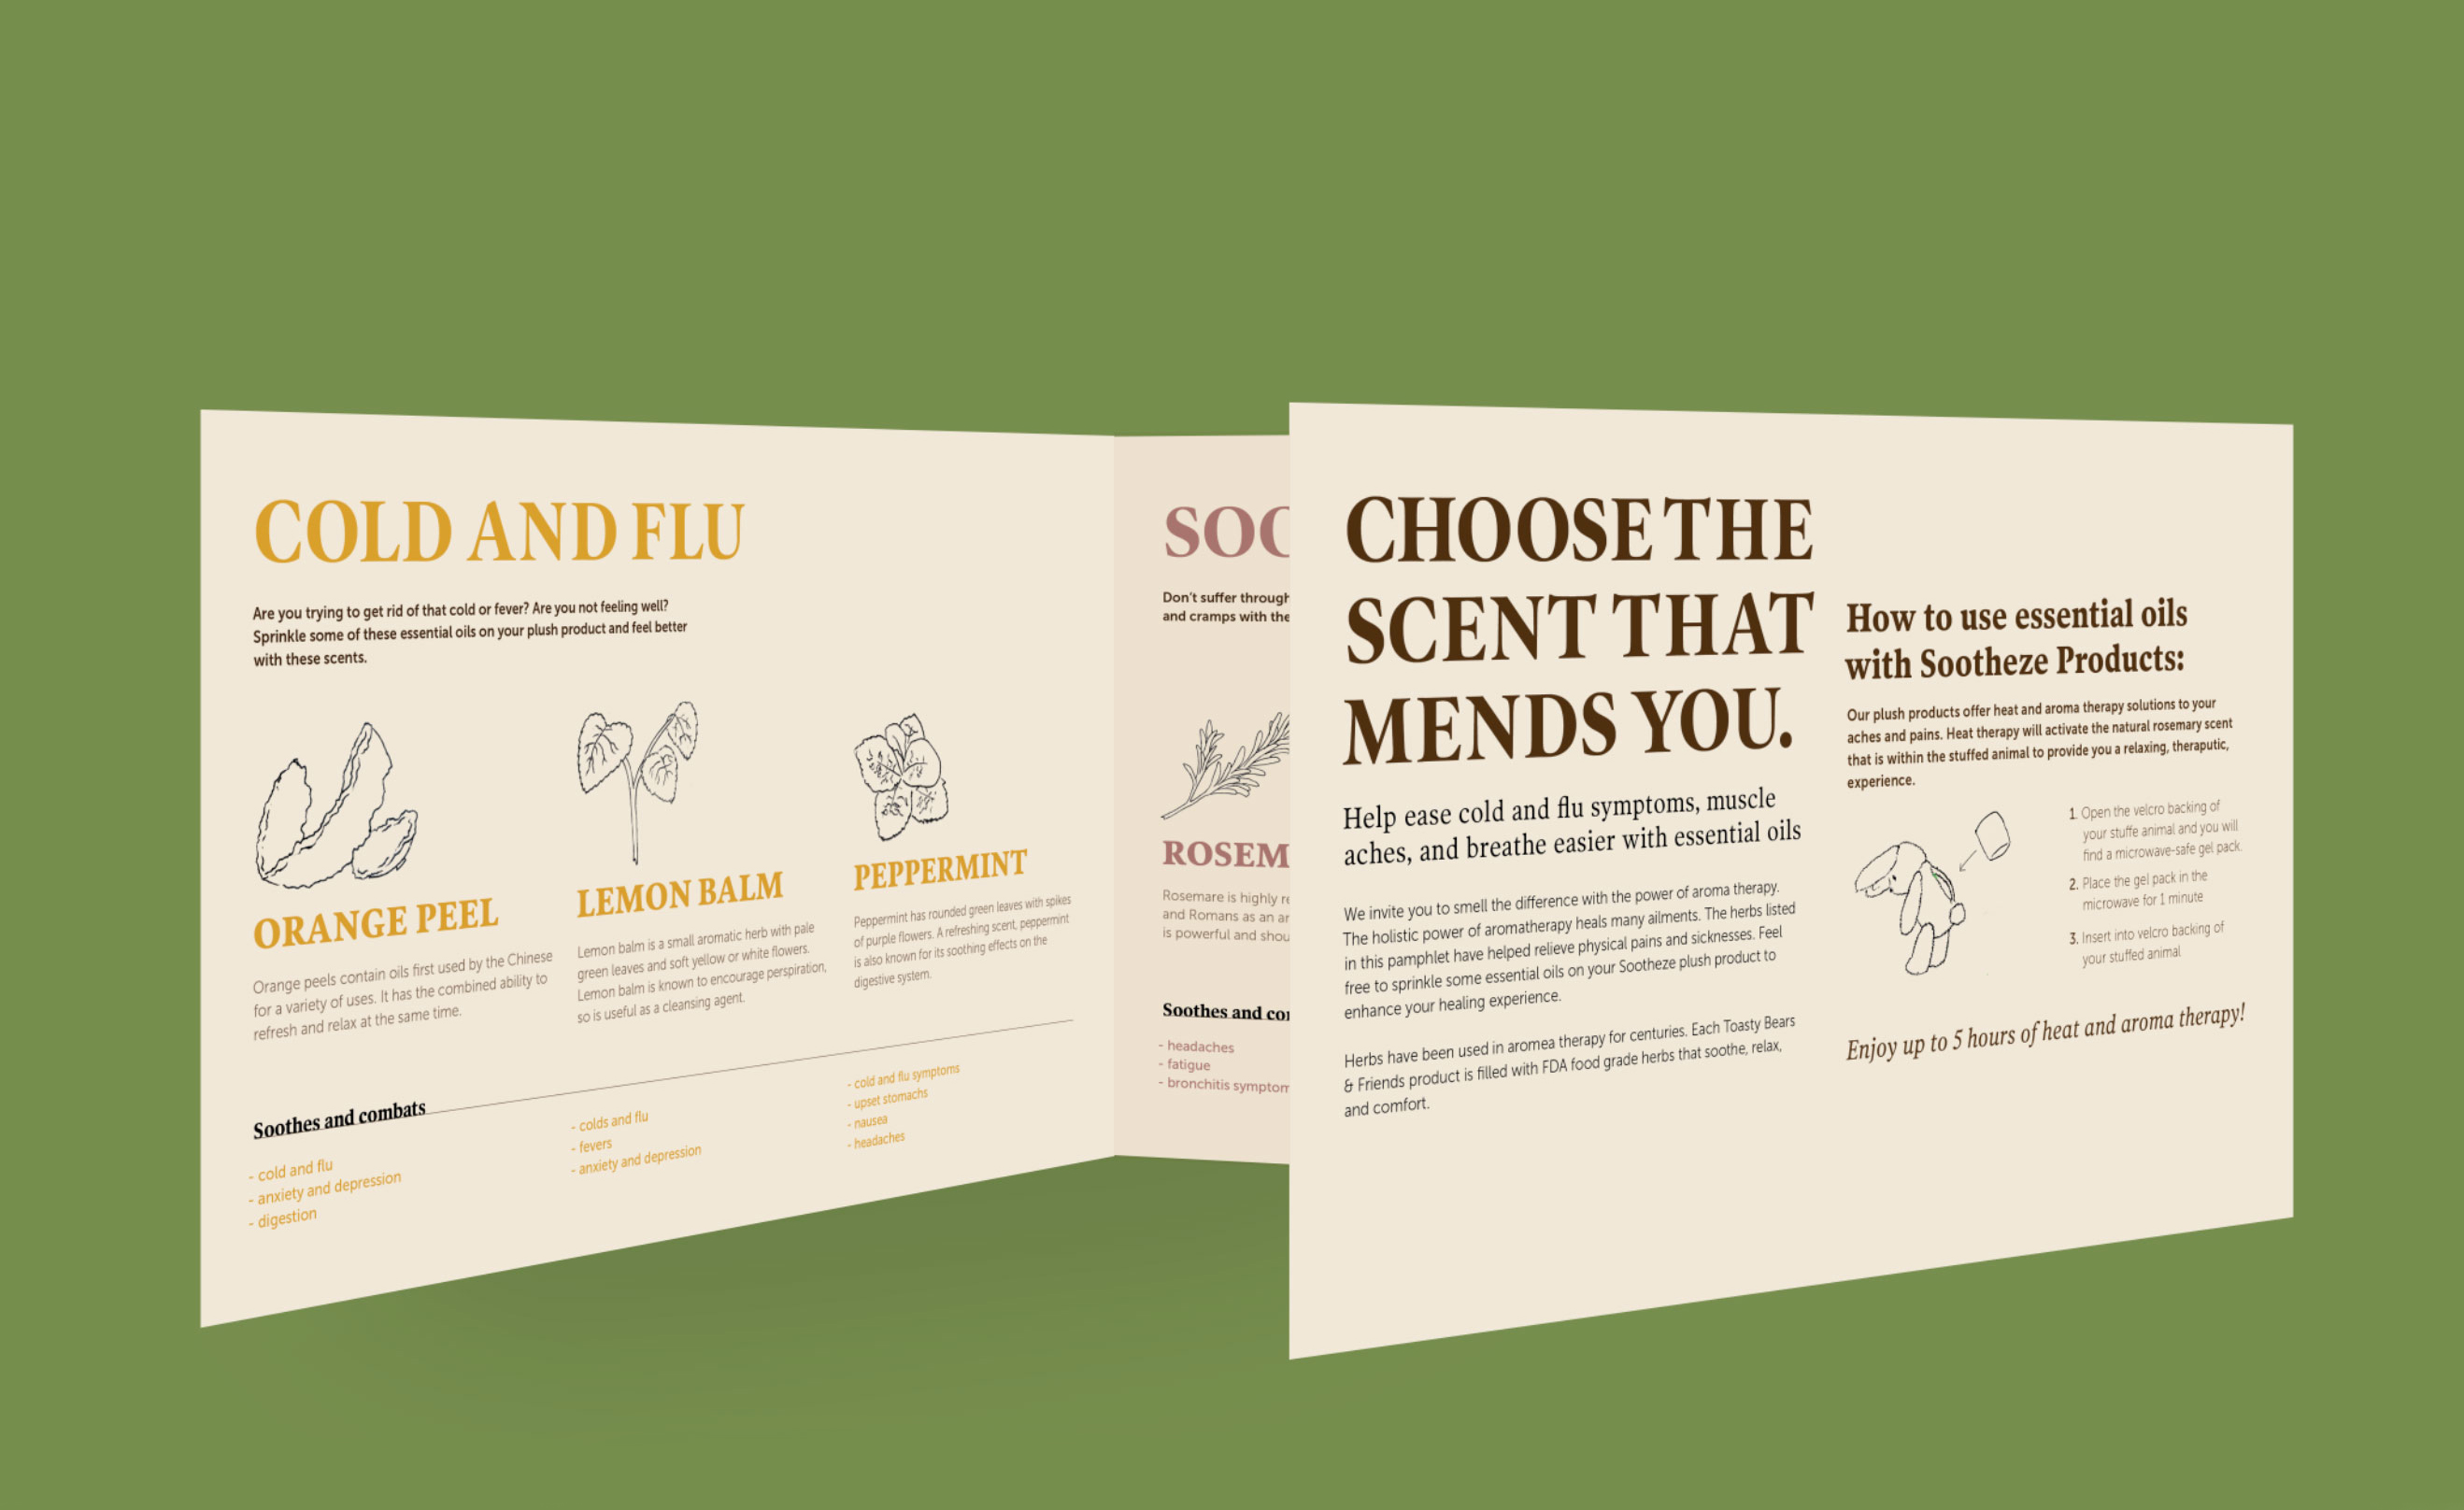 COLD AND FLU
Are you trying to get rid of that cold or fever? Are you not feeling well?
Sprinkle some of these essential oils on your plush product and feel better
with these scents.
ORANGE PEEL
Orange peels contain oils first used by the Chinese
for a variety of uses. It has the combined ability to
refresh and relax at the same time.
LEMON BALM
Lemon balm is a small aromatic herb with pale
green leaves and soft yellow or white flowers.
Lemon balm is known to encourage perspiration,
so is useful as a cleansing agent.
PEPPERMINT
Peppermint has rounded green leaves with spikes
of purple flowers. A refreshing scent, peppermint
is also known for its soothing effects on the
digestive system.
Soothes and combats
- cold and flu
- anxiety and depression
- digestion
- colds and flu
- fevers
- anxiety and depression
- cold and flu symptoms
- upset stomachs
- nausea
- headaches
SOO
Don't suffer through
and cramps with the
ROSEM
Rosemare is highly re
and Romans as an ar
is powerful and shou
Soothes and co
- headaches
- fatigue
- bronchitis symptom
CHOOSE THE
SCENT THAT
MENDS YOU.
Help ease cold and flu symptoms, muscle
aches, and breathe easier with essential oils
We invite you to smell the difference with the power of aroma therapy.
The holistic power of aromatherapy heals many ailments. The herbs listed
in this pamphlet have helped relieve physical pains and sicknesses. Feel
free to sprinkle some essential oils on your Sootheze plush product to
enhance your healing experience.
Herbs have been used in aromea therapy for centuries. Each Toasty Bears
& Friends product is filled with FDA food grade herbs that soothe, relax,
and comfort.
How to use essential oils
with Sootheze Products:
Our plush products offer heat and aroma therapy solutions to your
aches and pains. Heat therapy will activate the natural rosemary scent
that is within the stuffed animal to provide you a relaxing, theraputic,
experience.
1. Open the velcro backing of
your stuffe animal and you will
find a microwave-safe gel pack.
2. Place the gel pack in the
microwave for 1 minute
3. Insert into velcro backing of
your stuffed animal
Enjoy up to 5 hours of heat and aroma therapy!